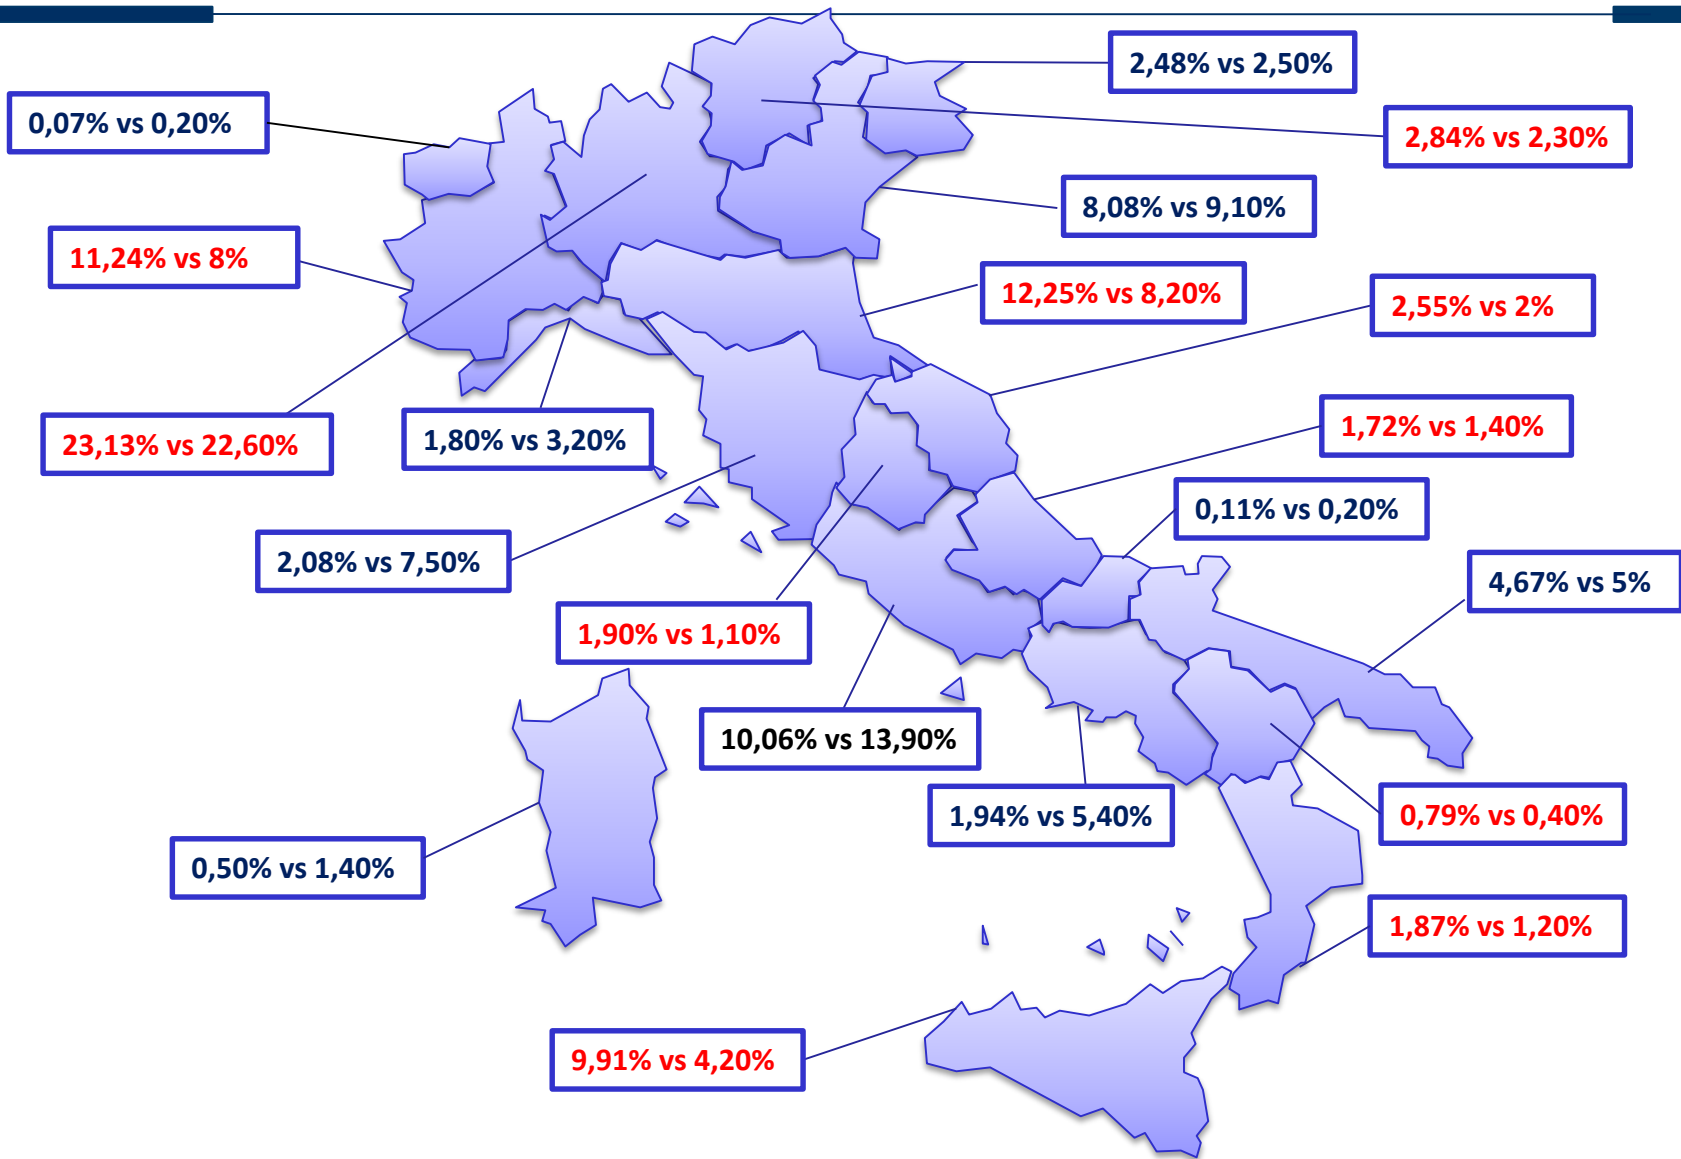 2,48% vs 2,50%
0,07% vs 0,20%
2,84% vs 2,30%
8,08% vs 9,10%
11,24% vs 8%
12,25% vs 8,20%
2,55% vs 2%
23,13% vs 22,60%
1,80% vs 3,20%
1,72% vs 1,40%
0,11% vs 0,20%
2,08% vs 7,50%
4,67% vs 5%
1,90% vs 1,10%
10,06% vs 13,90%
1,94% vs 5,40%
0,79% vs 0,40%
0,50% vs 1,40%
1,87% vs 1,20%
9,91% vs 4,20%